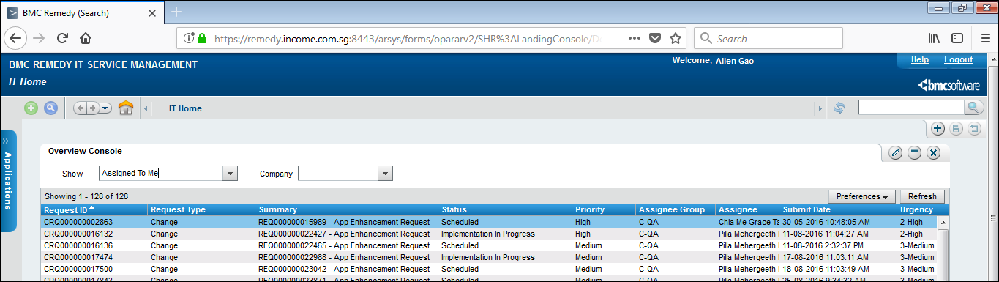 BMC Remedy (Search)
https://remedy.income.com.sg:8443/arsys/forms/opararv2/SHR%3ALandingConsole/De
Search
BMC REMEDY IT SERVICE MANAGEMENT
Welcome, Allen Gao
Help Logout
IT Home
bmcsoftware
IT Home
Applications
Overview Console
Show Assigned To Me Company
Showing 1 - 128 of 128 Preferences Refresh
Request ID Request Type Summary Status Priority Assignee Group Assignee Submit Date Urgency
CRQ000000002863 Change REQ000000015989 - App Enhancement Request Scheduled High C-QA Chia Me Grace Ta 30-05-2016 10:48:05 AM 2-High
CRQ000000016132 Change REQ000000022427 - App Enhancement Request Implementation In Progress High C-QA Pilla Mehergeeth 11-08-2016 11:04:27 AM 2-High
CRQ000000016136 Change REQ000000022465 - App Enhancement Request Scheduled Medium C-QA Pilla Mehergeeth 11-08-2016 2:32:37 PM 3-Medium
CRQ000000017474 Change REQ000000022988 - App Enhancement Request Implementation In Progress Medium C-QA Pilla Mehergeeth 17-08-2016 11:03:11 AM 3-Medium
CRQ000000017500 Change REQ000000023042 - App Enhancement Request Scheduled Medium C-QA Pilla Mehergeeth 18-08-2016 11:03:49 AM 3-Medium
CRQ000000017843 Change REQ000000023871 - App Enhancement Request Scheduled Medium C-QA Pilla Mehergeeth 25-08-2016 9:34:32 AM 3-Medium